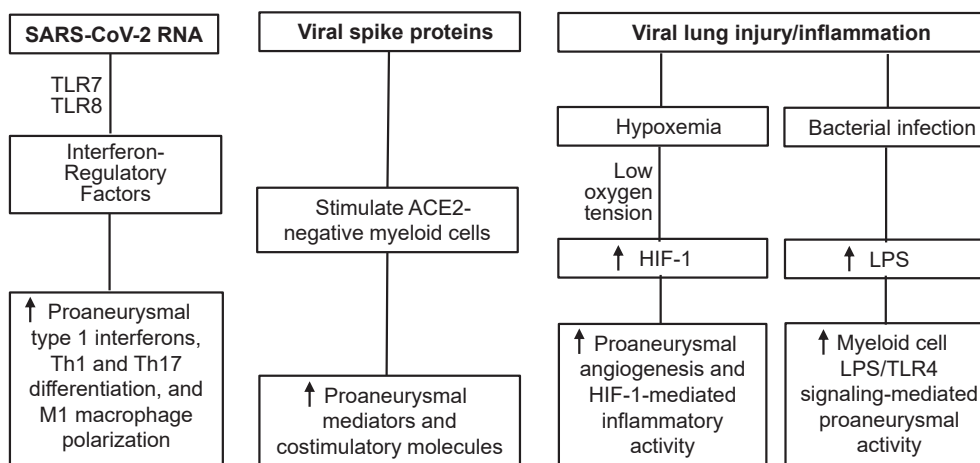 SARS-CoV-2 RNA
TLR7
TLR8
Interferon-
Regulatory
Factors
↑ Proaneurysmal
type 1 interferons,
Th1 and Th17
differentiation, and
M1 macrophage
polarization
Viral spike proteins
Stimulate ACE2-
negative myeloid cells
↑ Proaneurysmal
mediators and
costimulatory molecules
Viral lung injury/inflammation
Hypoxemia
Low
oxygen
tension
↑ HIF-1
↑ Proaneurysmal
angiogenesis and
HIF-1-mediated
inflammatory
activity
Bacterial infection
↑ LPS
↑ Myeloid cell
LPS/TLR4
signaling-mediated
proaneurysmal
activity